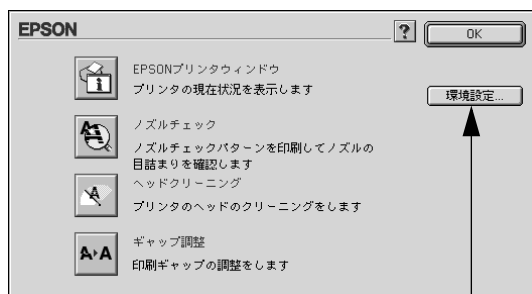 EPSON
?
OK
EPSONプリンタウィンドウ
プリンタの現在状況を表示します
環境設定...
ノズルチェック
ノズルチェックパターンを印刷してノズルの
目詰まりを確認します
ヘッドクリーニング
プリンタのヘッドのクリーニングをします
ギャップ調整
印刷ギャップの調整をします